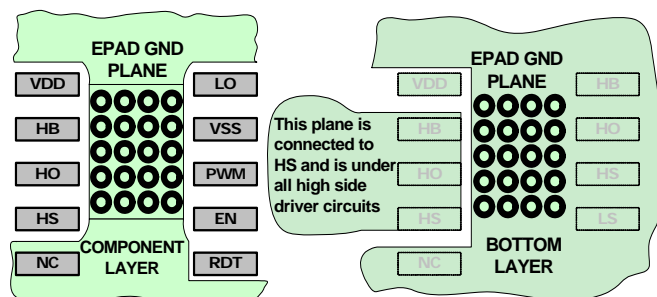 EPAD GND
PLANE
VDD
LO
HB
VSS
HO
PWM
HS
EN
COMPONENT
LAYER
NC
RDT
This plane is
connected to
HS and is under
all high side
driver circuits
EPAD GND
PLANE
VDD
HB
HB
HO
HO
HS
HS
LS
NC
BOTTOM
LAYER